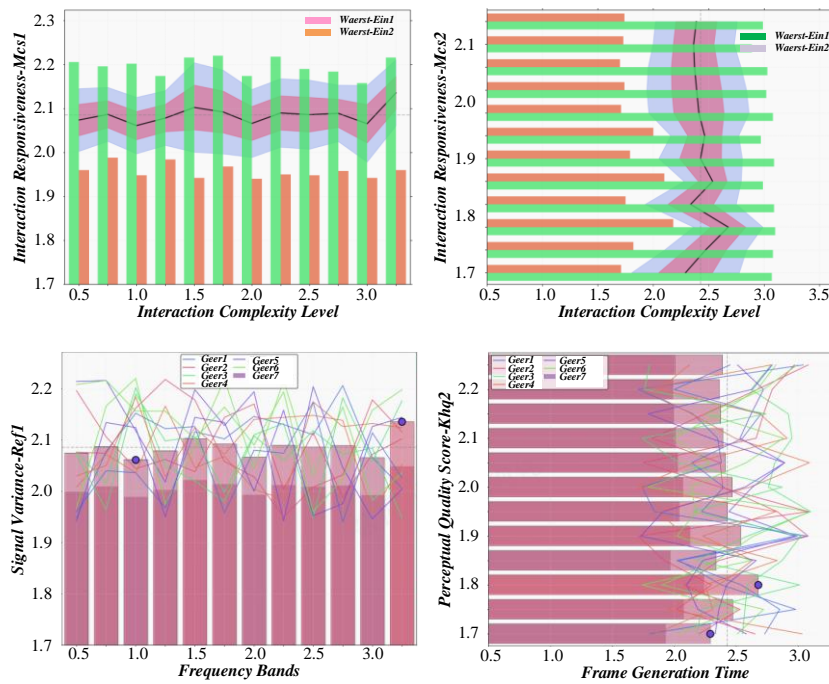 Interaction Responsiveness-Mcs1
2.3
2.2
2.1
2.0
1.9
1.8
1.7
0.5 1.0 1.5 2.0 2.5 3.0
Interaction Complexity Level
Waerst-Ein1
Waerst-Ein2
Interaction Responsiveness-Mcs2
2.1
2.0
1.9
1.8
1.7
0.5 1.0 1.5 2.0 2.5 3.0 3.5
Interaction Complexity Level
Waerst-Ein1
Waerst-Ein2
Signal Variance-Ref1
2.2
2.1
2.0
1.9
1.8
1.7
0.5 1.0 1.5 2.0 2.5 3.0
Frequency Bands
Geer1 Geer5
Geer2 Geer6
Geer3 Geer7
Geer4
Perceptual Quality Score-Khq2
2.2
2.1
2.0
1.9
1.8
1.7
0.5 1.0 1.5 2.0 2.5 3.0
Frame Generation Time
Geer1 Geer5
Geer2 Geer6
Geer3 Geer7
Geer4